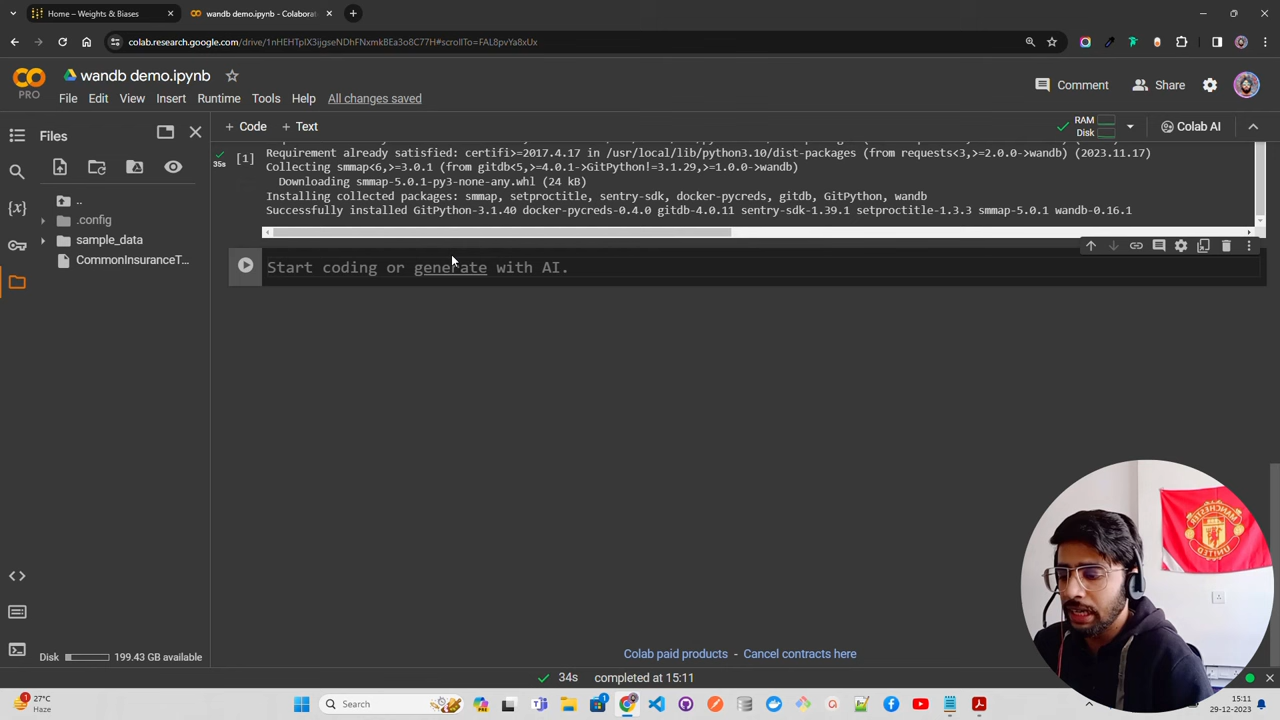 Home – Weights & Biases
wandb demo.ipynb - Colaborat
colab.research.google.com/drive/1nHEHTpIX3ijgseNDhFNxmkBEa3o8C77H#scrollTo=FAL8pvYa8xUx
PRO
wandb demo.ipynb
File Edit View Insert Runtime Tools Help All changes saved
Comment
Share
Files
+ Code + Text
RAM
Disk
Colab AI
..
.config
sample_data
CommonInsuranceT...
35s
[1]
Requirement already satisfied: certifi>=2017.4.17 in /usr/local/lib/python3.10/dist-packages (from requests<3,>=2.0.0->wandb) (2023.11.17)
Collecting smmap<6,>=3.0.1 (from gitdb<5,>=4.0.1->GitPython!=3.1.29,>=1.0.0->wandb)
Downloading smmap-5.0.1-py3-none-any.whl (24 kB)
Installing collected packages: smmap, setproctitle, sentry-sdk, docker-pycreds, gitdb, GitPython, wandb
Successfully installed GitPython-3.1.40 docker-pycreds-0.4.0 gitdb-4.0.11 sentry-sdk-1.39.1 setproctitle-1.3.3 smmap-5.0.1 wandb-0.16.1
Start coding or generate with AI.
MANCHESTER
UNITED
Disk
199.43 GB available
Colab paid products - Cancel contracts here
34s completed at 15:11
27°C
Haze
Search
15:11
29-12-2023